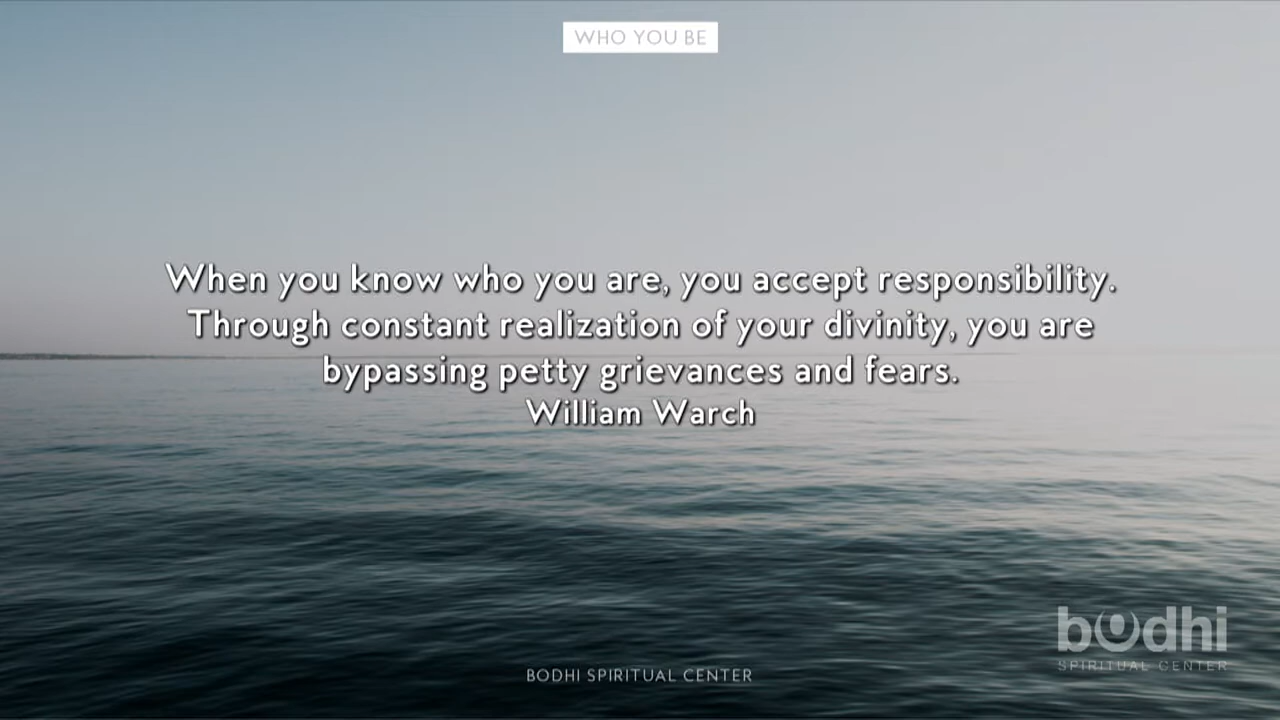 WHO YOU BE
When you know who you are, you accept responsibility.
Through constant realization of your divinity, you are
bypassing petty grievances and fears.
William Warch
bodhi
SPIRITUAL CENTER
BODHI SPIRITUAL CENTER